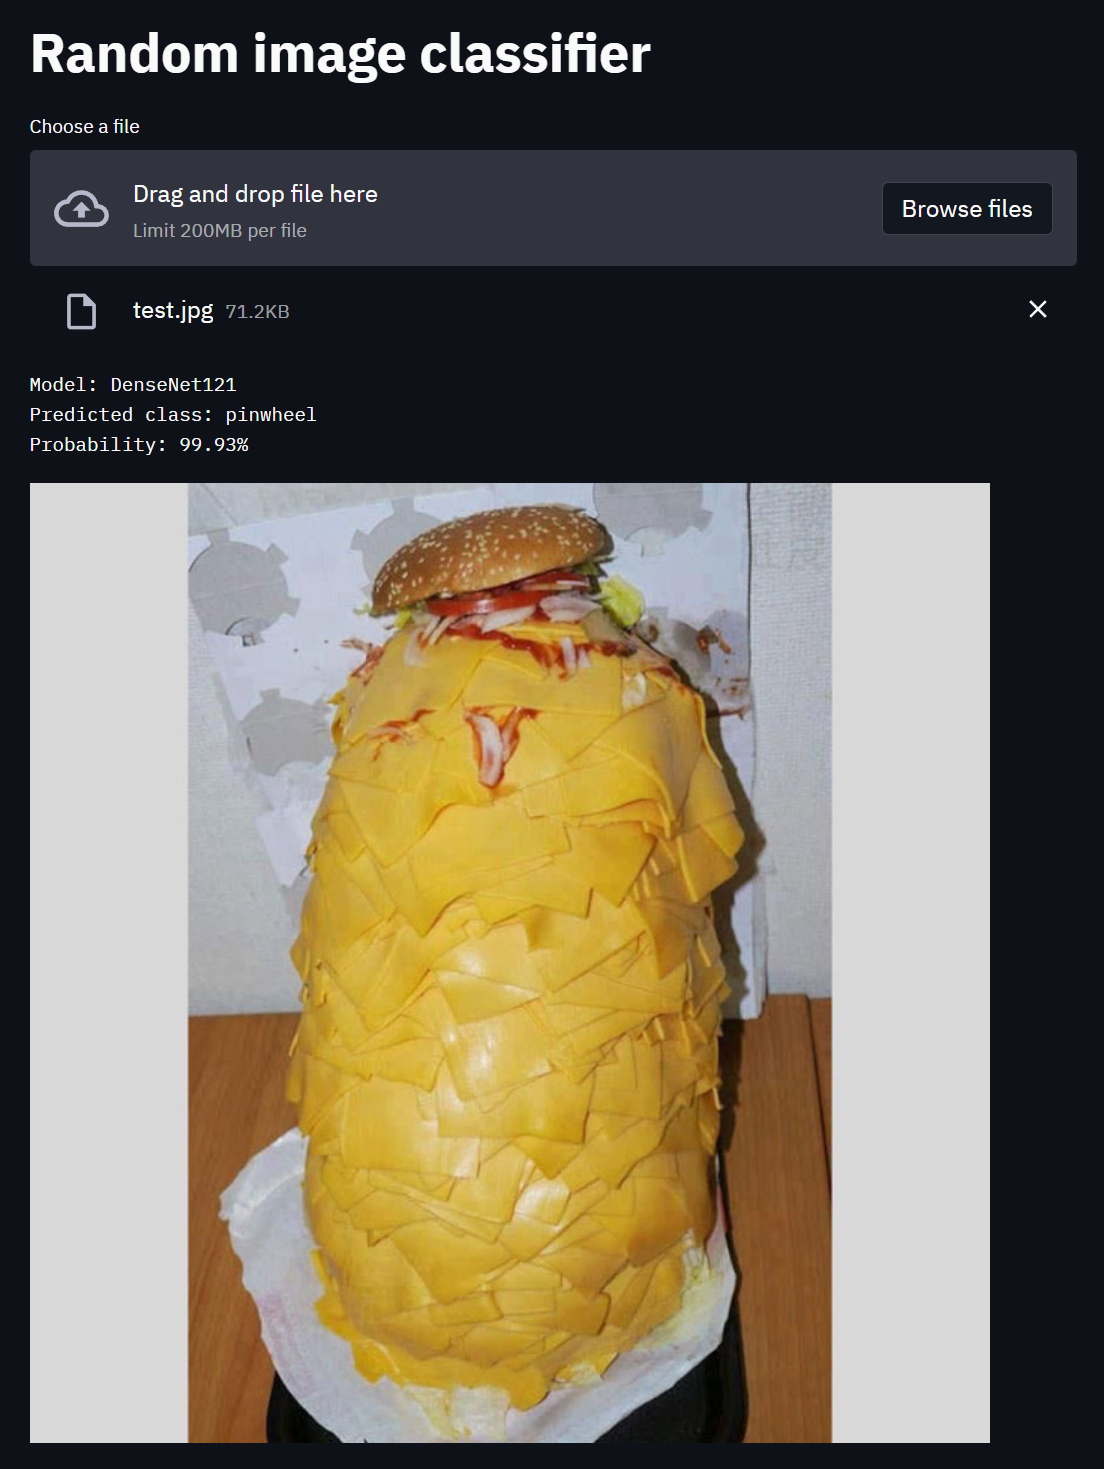 Random image classifier
Choose a file
Drag and drop file here
Limit 200MB per file
Browse files
test.jpg 71.2KB
Model: DenseNet121
Predicted class: pinwheel
Probability: 99.93%